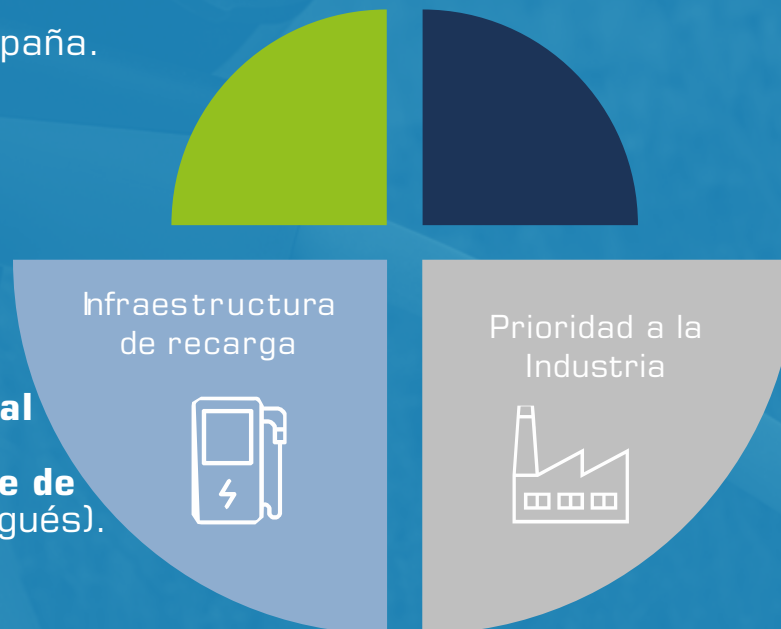 paña.
Infraestructura
de recarga
Prioridad a la
Industria
al
e de
gués).